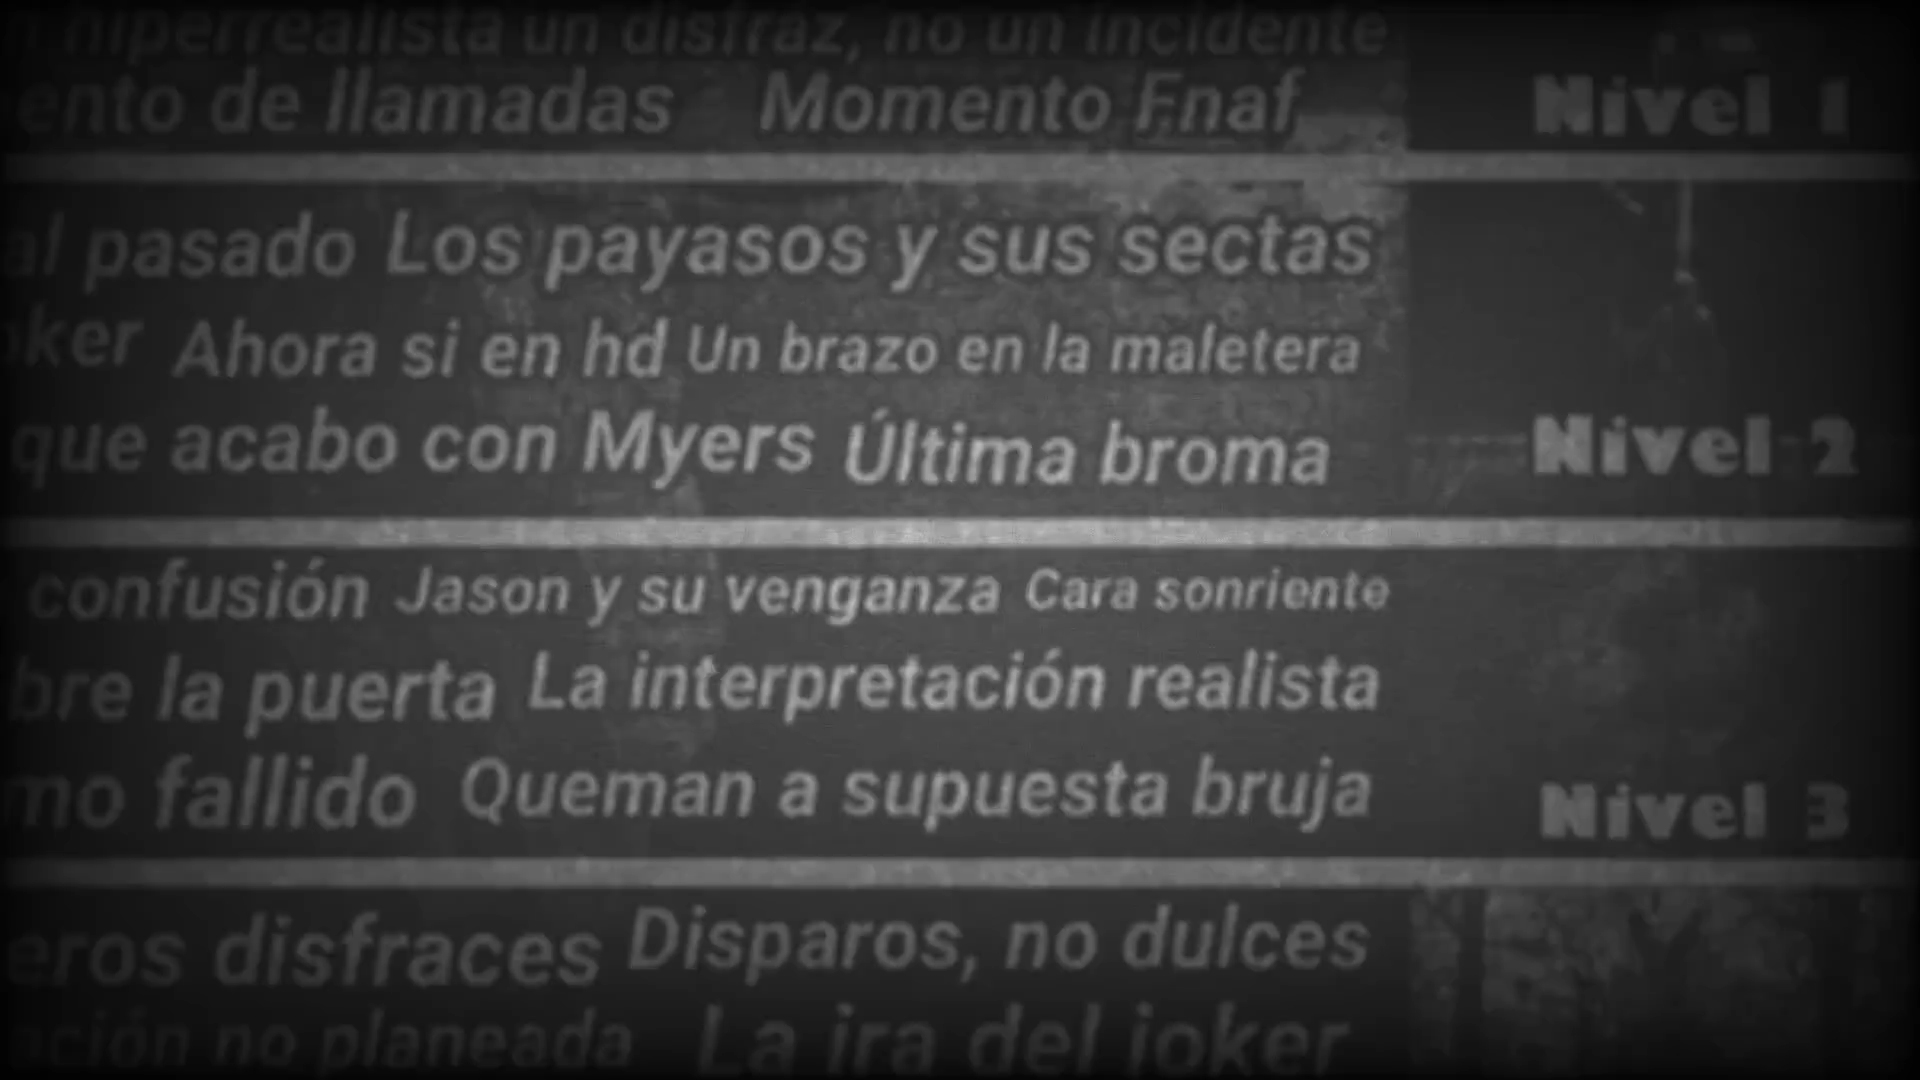 hiperrealista un disfraz, no un incidente
de llamadas Momento Fnaf Nivel 1
pasado Los payasos y sus sectas
Ahora si en hd Un brazo en la maletera
que acabo con Myers Última broma Nivel 2
confusión Jason y su venganza Cara sonriente
bre la puerta La interpretación realista
mo fallido Queman a supuesta bruja Nivel 3
eros disfraces Disparos, no dulces
ación no planeada La ira del joker